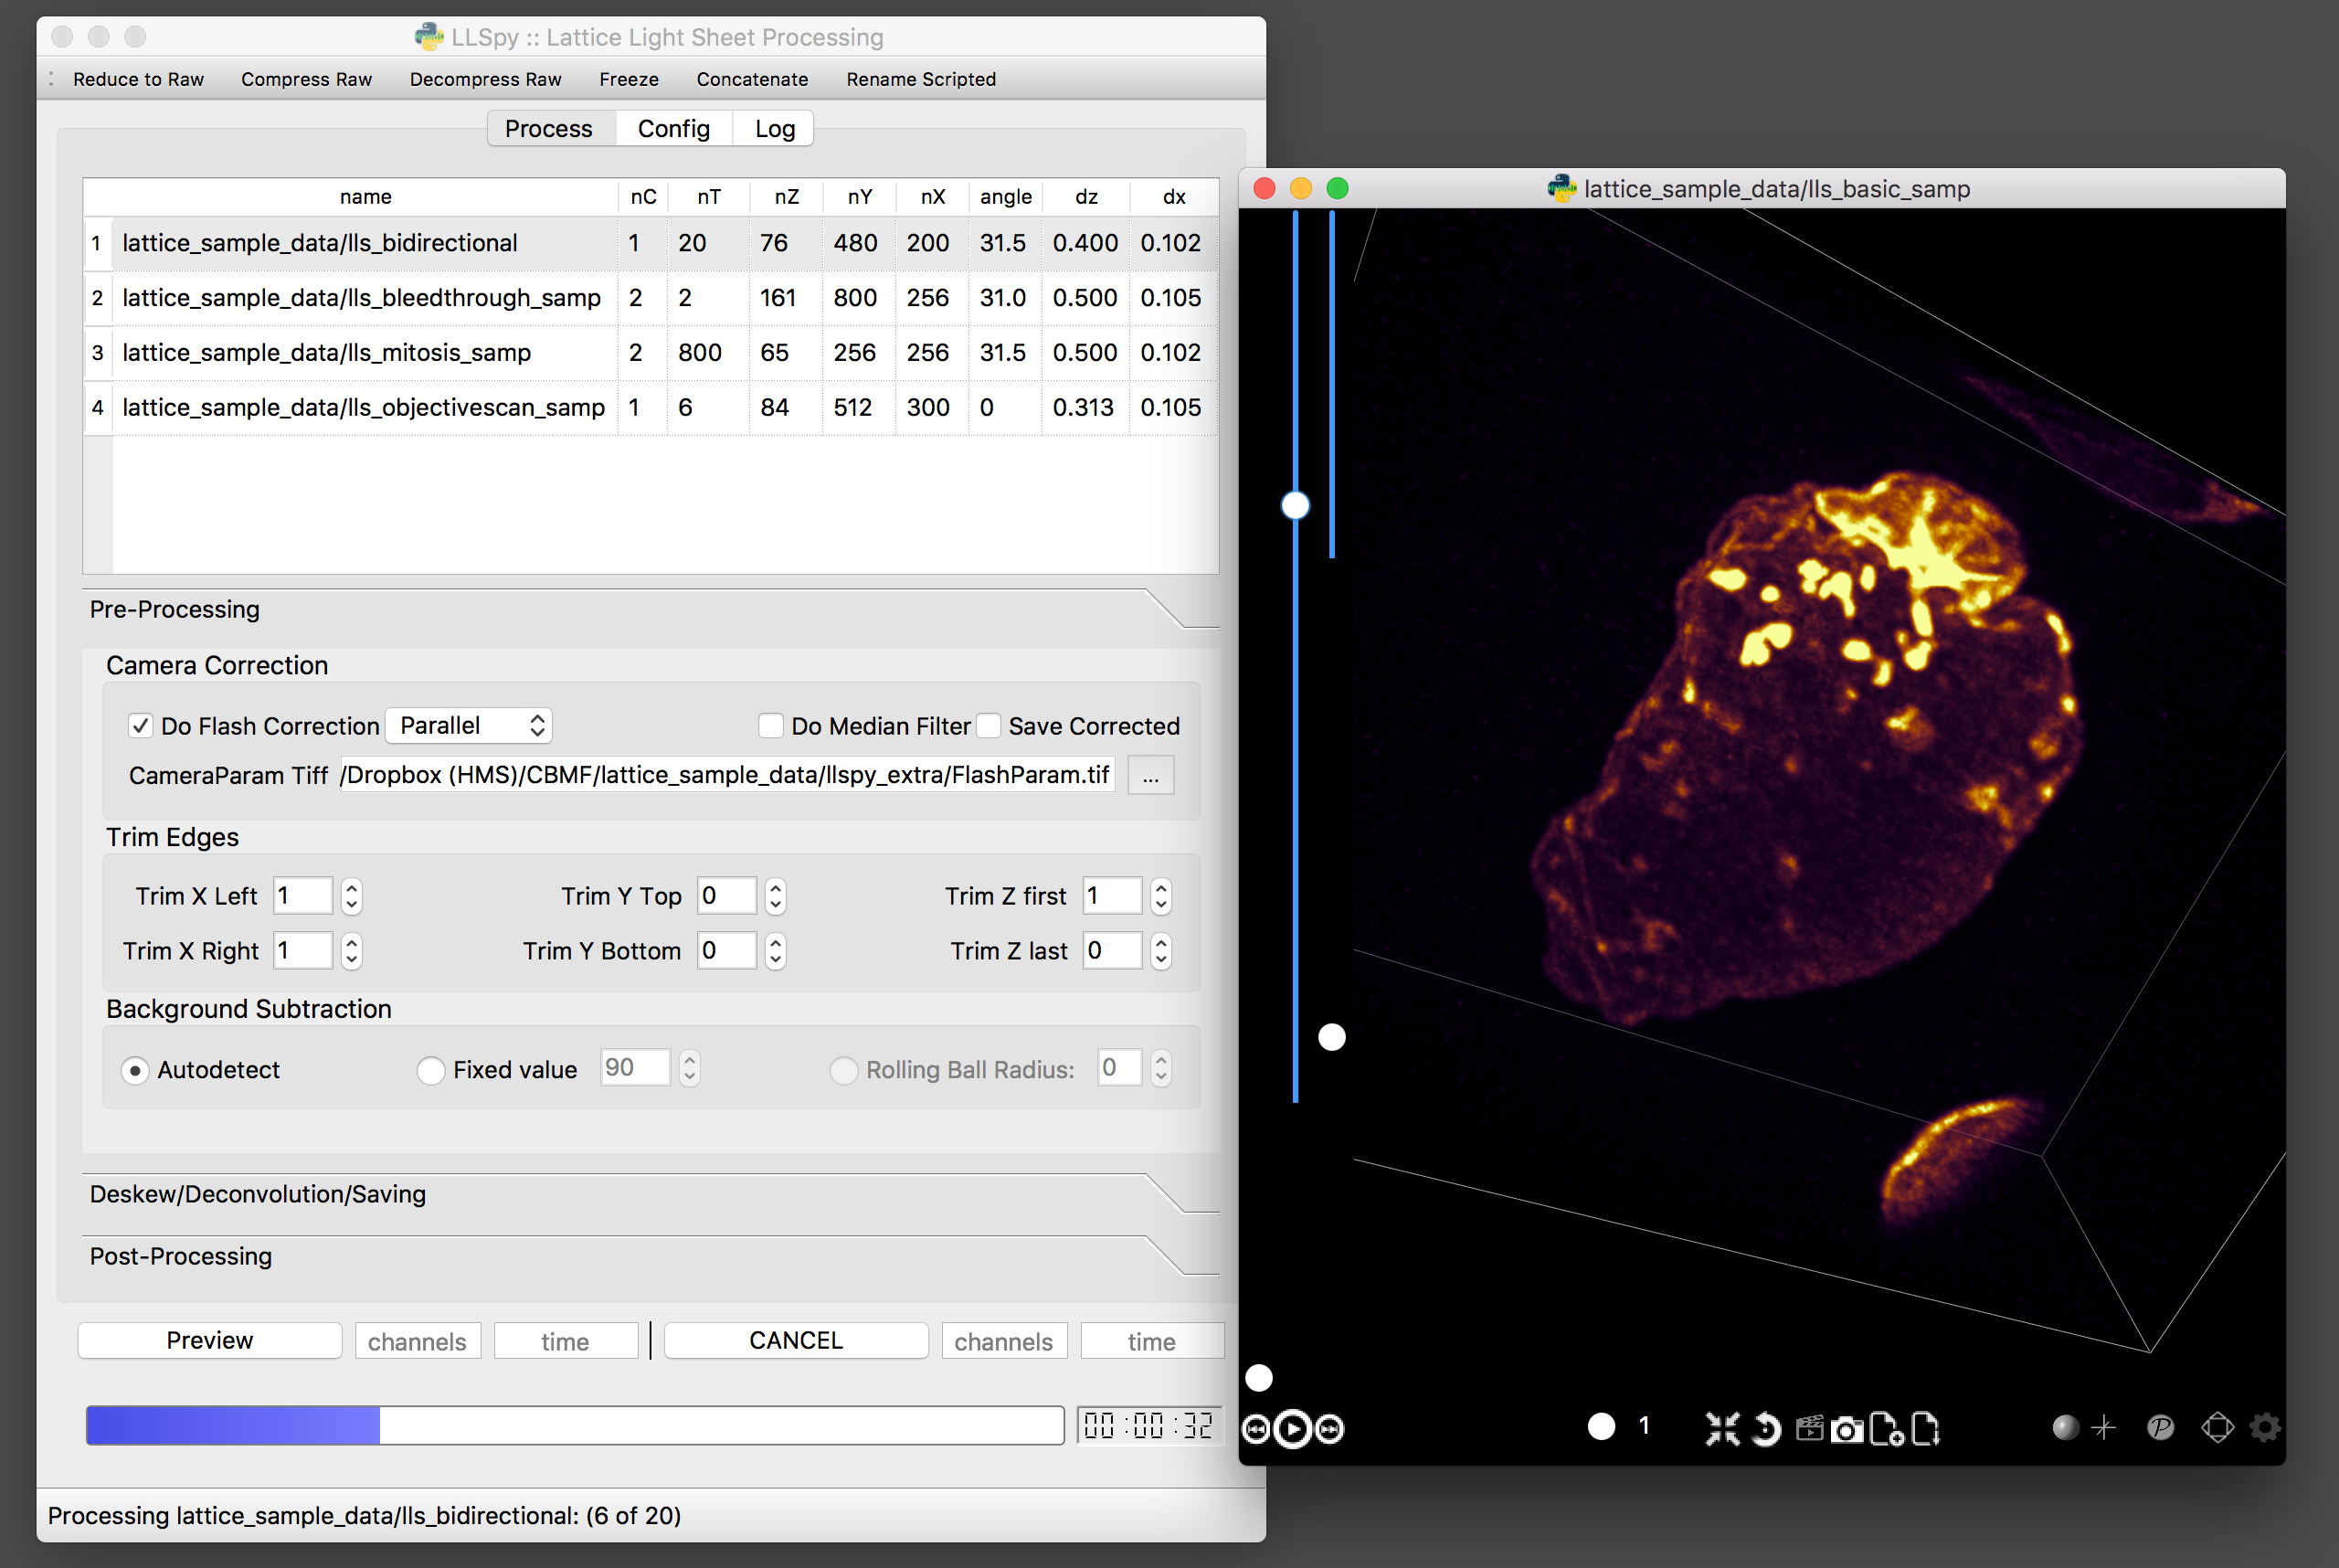 LLSpy :: Lattice Light Sheet Processing
Reduce to Raw Compress Raw Decompress Raw Freeze Concatenate Rename Scripted
Process Config Log
name nC nT nZ nY nX angle dz dx
1 lattice_sample_data/lls_bidirectional 1 20 76 480 200 31.5 0.400 0.102
2 lattice_sample_data/lls_bleedthrough_samp 2 2 161 800 256 31.0 0.500 0.105
3 lattice_sample_data/lls_mitosis_samp 2 800 65 256 256 31.5 0.500 0.102
4 lattice_sample_data/lls_objectivescan_samp 1 6 84 512 300 0 0.313 0.105
Pre-Processing
Camera Correction
Do Flash Correction Parallel Do Median Filter Save Corrected
CameraParam Tiff /Dropbox (HMS)/CBMF/lattice_sample_data/llspy_extra/FlashParam.tif ...
Trim Edges
Trim X Left 1 Trim Y Top 0 Trim Z first 1
Trim X Right 1 Trim Y Bottom 0 Trim Z last 0
Background Subtraction
Autodetect Fixed value 90 Rolling Ball Radius: 0
Deskew/Deconvolution/Saving
Post-Processing
Preview channels time CANCEL channels time
00:00:32
Processing lattice_sample_data/lls_bidirectional: (6 of 20)
lattice_sample_data/lls_basic_samp
1
P